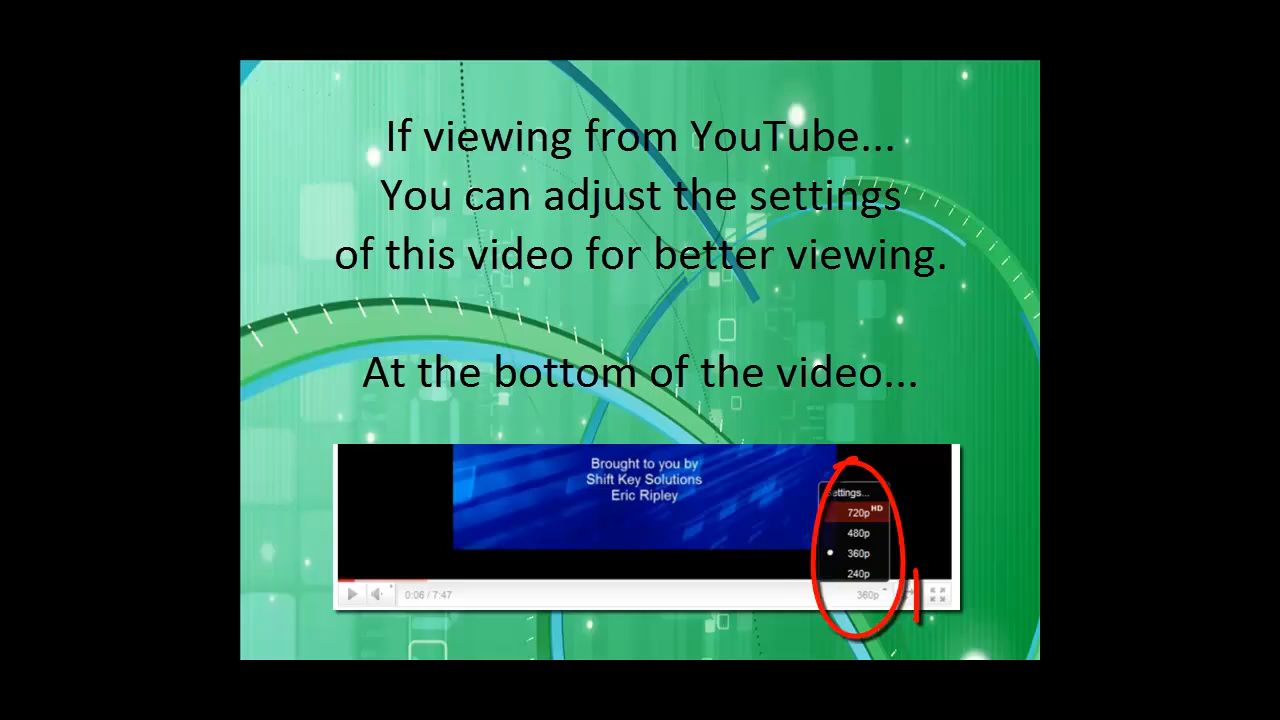 If viewing from YouTube...
You can adjust the settings
of this video for better viewing.
At the bottom of the video...
Brought to you by
Shift Key Solutions
Eric Ripley
Settings...
720p HD
480p
360p
240p
0:06 / 7:47
360p